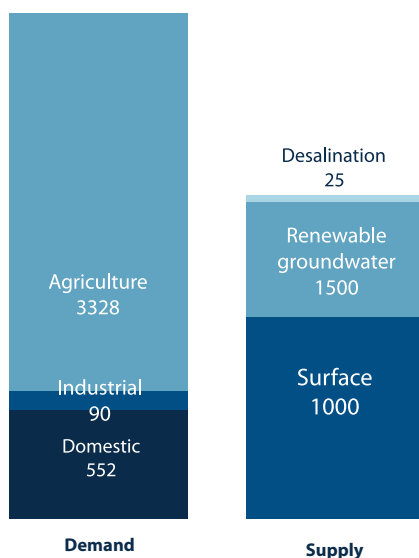 Agriculture
3328
Industrial
90
Domestic
552
Demand
Desalination
25
Renewable
groundwater
1500
Surface
1000
Supply